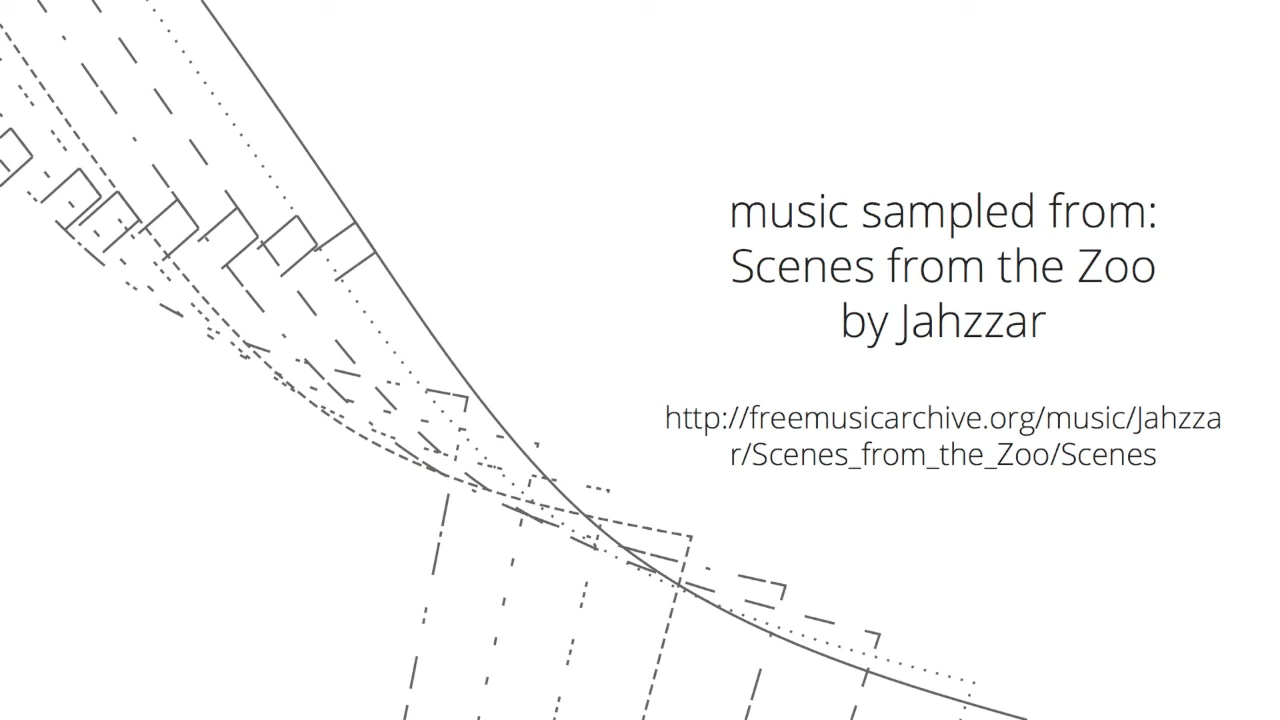 music sampled from:
Scenes from the Zoo
by Jahzzar
http://freemusicarchive.org/music/Jahzza
r/Scenes_from_the_Zoo/Scenes